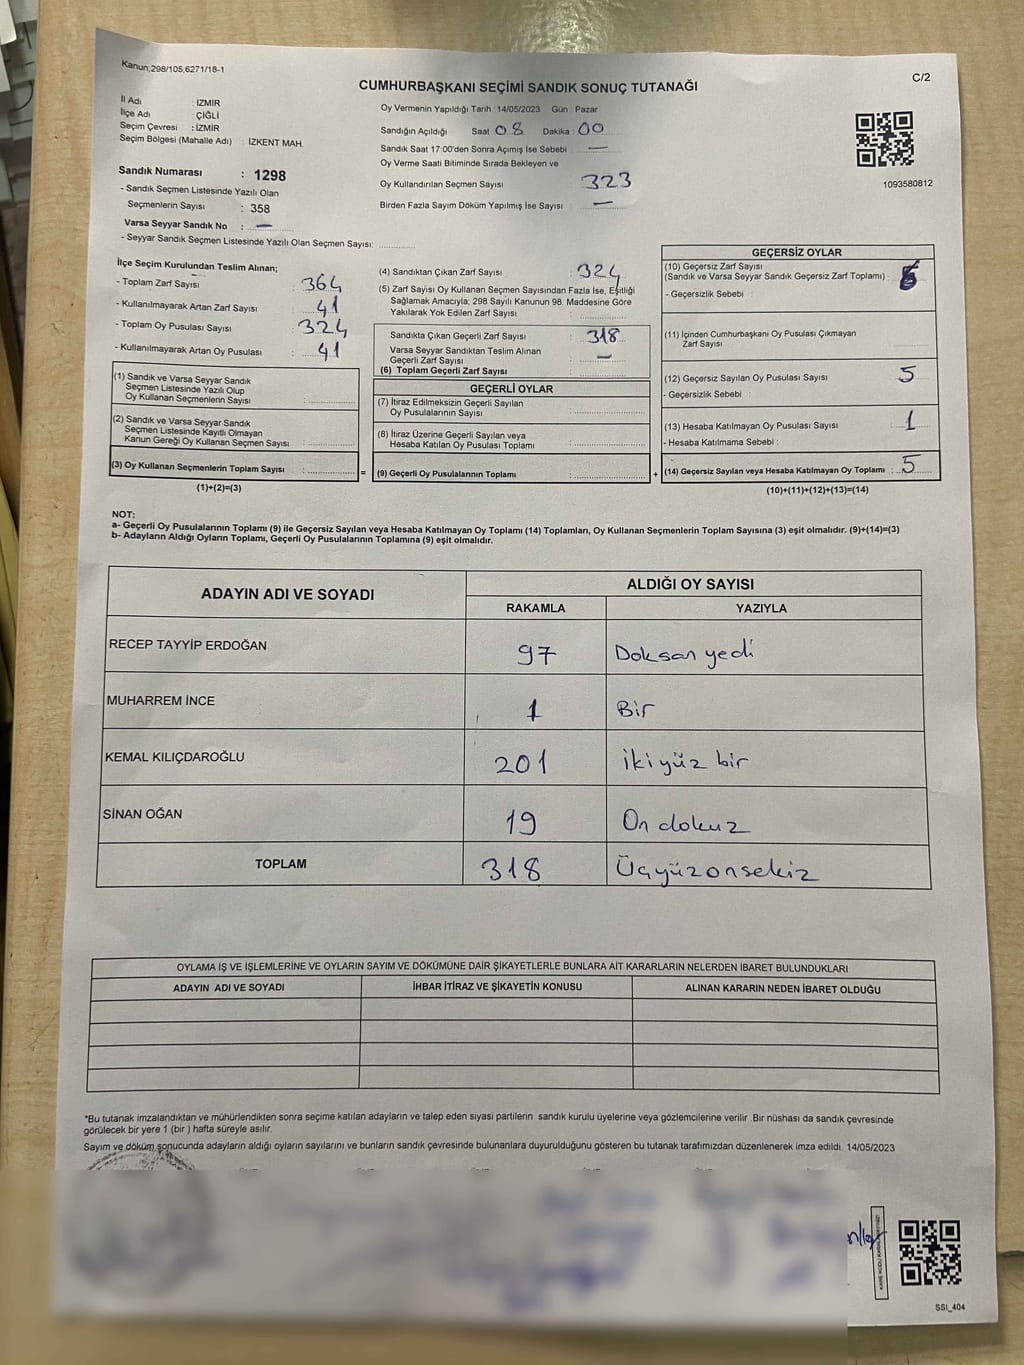 Kanun,298/105,6271/18-1
C/2
CUMHURBAŞKANI SEÇİMİ SANDIK SONUÇ TUTANAĞI
İl Adı : İZMİR
İlçe Adı : ÇİĞLİ
Seçim Çevresi : İZMİR
Seçim Bölgesi (Mahalle Adı) : İZKENT MAH.
Sandık Numarası : 1298
- Sandık Seçmen Listesinde Yazılı Olan
Seçmenlerin Sayısı : 358
Varsa Seyyar Sandık No : —
- Seyyar Sandık Seçmen Listesinde Yazılı Olan Seçmen Sayısı:
Oy Vermenin Yapıldığı Tarih : 14/05/2023 Gün : Pazar
Sandığın Açıldığı Saat 08 Dakika : 00
Sandık Saat 17:00'den Sonra Açımış İse Sebebi : —
Oy Verme Saati Bitiminde Sırada Bekleyen ve
Oy Kullandırılan Seçmen Sayısı 323
Birden Fazla Sayım Döküm Yapılmış İse Sayısı : —
1093580812
İlçe Seçim Kurulundan Teslim Alınan;
- Toplam Zarf Sayısı : 364
- Kullanılmayarak Artan Zarf Sayısı : 41
- Toplam Oy Pusulası Sayısı : 324
- Kullanılmayarak Artan Oy Pusulası : 41
(1) Sandık ve Varsa Seyyar Sandık
Seçmen Listesinde Yazılı Olup
Oy Kullanan Seçmenlerin Sayısı :
(2) Sandık ve Varsa Seyyar Sandık
Seçmen Listesinde Kayıtlı Olmayan
Kanun Gereği Oy Kullanan Seçmen Sayısı :
(3) Oy Kullanan Seçmenlerin Toplam Sayısı :
(1)+(2)=(3)
(4) Sandıktan Çıkan Zarf Sayısı : 324
(5) Zarf Sayısı Oy Kullanan Seçmen Sayısından Fazla İse, Eşitliği
Sağlamak Amacıyla; 298 Sayılı Kanunun 98. Maddesine Göre
Yakılarak Yok Edilen Zarf Sayısı :
Sandıkta Çıkan Geçerli Zarf Sayısı : 318
Varsa Seyyar Sandıktan Teslim Alınan
Geçerli Zarf Sayısı : —
(6) Toplam Geçerli Zarf Sayısı :
GEÇERLİ OYLAR
(7) İtiraz Edilmeksizin Geçerli Sayılan
Oy Pusulalarının Sayısı :
(8) İtiraz Üzerine Geçerli Sayılan veya
Hesaba Katılan Oy Pusulası Toplamı :
= (9) Geçerli Oy Pusulalarının Toplamı :
GEÇERSİZ OYLAR
(10) Geçersiz Zarf Sayısı
(Sandık ve Varsa Seyyar Sandık Geçersiz Zarf Toplamı) :
- Geçersizlik Sebebi :
(11) İçinden Cumhurbaşkanı Oy Pusulası Çıkmayan
Zarf Sayısı :
(12) Geçersiz Sayılan Oy Pusulası Sayısı : 5
- Geçersizlik Sebebi :
(13) Hesaba Katılmayan Oy Pusulası Sayısı : 1
- Hesaba Katılmama Sebebi :
+ (14) Geçersiz Sayılan veya Hesaba Katılmayan Oy Toplamı : 5
(10)+(11)+(12)+(13)=(14)
NOT:
a- Geçerli Oy Pusulalarının Toplamı (9) ile Geçersiz Sayılan veya Hesaba Katılmayan Oy Toplamı (14) Toplamları, Oy Kullanan Seçmenlerin Toplam Sayısına (3) eşit olmalıdır. (9)+(14)=(3)
b- Adayların Aldığı Oyların Toplamı, Geçerli Oy Pusulalarının Toplamına (9) eşit olmalıdır.
ADAYIN ADI VE SOYADI
ALDIĞI OY SAYISI
RAKAMLA YAZIYLA
RECEP TAYYİP ERDOĞAN 97 Doksan yedi
MUHARREM İNCE 1 Bir
KEMAL KILIÇDAROĞLU 201 ikiyüz bir
SİNAN OĞAN 19 On dokuz
TOPLAM 318 Üçyüzonsekiz
OYLAMA İŞ VE İŞLEMLERİNE VE OYLARIN SAYIM VE DÖKÜMÜNE DAİR ŞİKAYETLERLE BUNLARA AİT KARARLARIN NELERDEN İBARET BULUNDUKLARI
ADAYIN ADI VE SOYADI İHBAR İTİRAZ VE ŞİKAYETİN KONUSU ALINAN KARARIN NEDEN İBARET OLDUĞU
*Bu tutanak imzalandıktan ve mühürlendikten sonra seçime katılan adayların ve talep eden siyasi partilerin sandık kurulu üyelerine veya gözlemcilerine verilir .Bir nüshası da sandık çevresinde
görülecek bir yere 1 (bir ) hafta süreyle asılır.
Sayım ve döküm sonucunda adayların aldığı oyların sayılarını ve bunların sandık çevresinde bulunanlara duyurulduğunu gösteren bu tutanak tarafımızdan düzenlenerek imza edildi. 14/05/2023
SSI_404